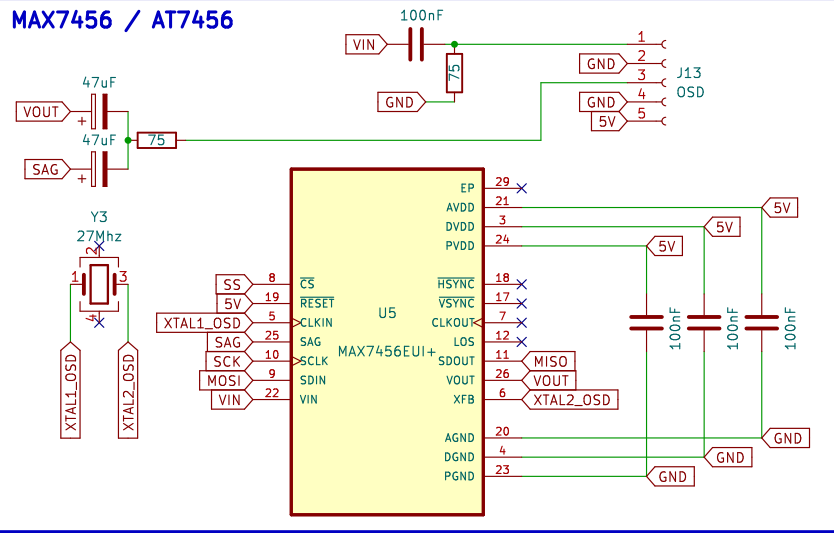 MAX7456 / AT7456
100nF
VIN
75
GND
1
GND 2
3
GND 4
5V 5
J13
OSD
47uF
VOUT
+
47uF
75
SAG
+
Y3
27Mhz
2
1
3
4
XTAL1_OSD
XTAL2_OSD
U5
MAX7456EUI+
SS 8 CS
5V 19 RESET
XTAL1_OSD 5 CLKIN
SAG 25 SAG
SCK 10 SCLK
MOSI 9 SDIN
VIN 22 VIN
EP 29
AVDD 21 5V
DVDD 3 5V
PVDD 24 5V
HSYNC 18
VSYNC 17
CLKOUT 7
LOS 12
SDOUT 11 MISO
VOUT 26 VOUT
XFB 6 XTAL2_OSD
AGND 20 GND
DGND 4 GND
PGND 23 GND
100nF
100nF
100nF